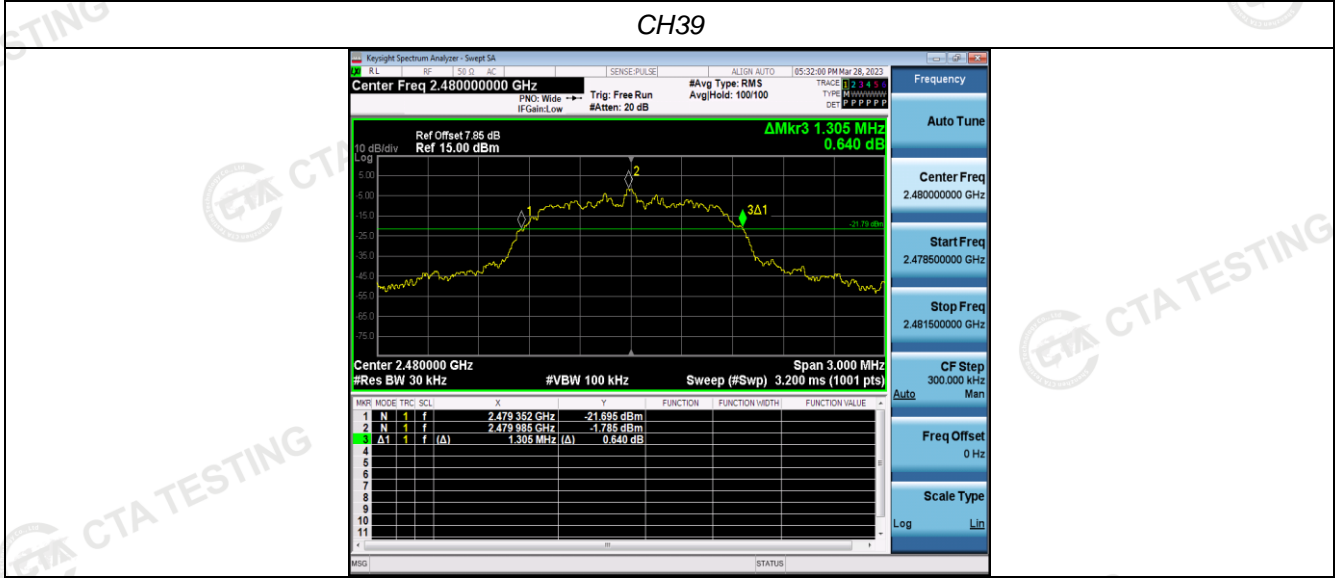 CH39
Keysight Spectrum Analyzer - Swept SA
RL RF 50 Ω AC SENSE:PULSE ALIGN AUTO 05:32:00 PM Mar 28, 2023
Center Freq 2.480000000 GHz
PNO: Wide
IFGain:Low
Trig: Free Run
#Atten: 20 dB
#Avg Type: RMS
Avg|Hold: 100/100
TRACE 1 2 3 4 5 6
TYPE M WWWWW
DET P P P P P P
ΔMkr3 1.305 MHz
0.640 dB
Ref Offset 7.85 dB
10 dB/div Ref 15.00 dBm
Log
5.00
-5.00
-15.0
-25.0
-35.0
-45.0
-55.0
-65.0
-75.0
1
2
3Δ1
-21.79 dBm
Center 2.480000 GHz Span 3.000 MHz
#Res BW 30 kHz #VBW 100 kHz Sweep (#Swp) 3.200 ms (1001 pts)
MKR MODE TRC SCL X Y FUNCTION FUNCTION WIDTH FUNCTION VALUE
1 N 1 f 2.479 352 GHz -21.695 dBm
2 N 1 f 2.479 985 GHz -1.785 dBm
3 Δ1 1 f (Δ) 1.305 MHz (Δ) 0.640 dB
4
5
6
7
8
9
10
11
MSG STATUS
Frequency
Auto Tune
Center Freq
2.480000000 GHz
Start Freq
2.478500000 GHz
Stop Freq
2.481500000 GHz
CF Step
300.000 kHz
Auto Man
Freq Offset
0 Hz
Scale Type
Log Lin
CTA TESTING
CTA TESTING